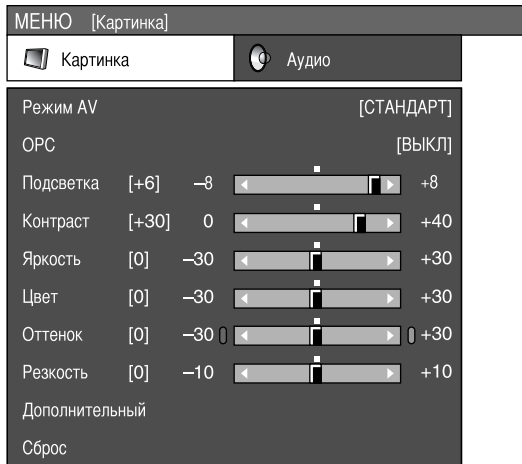 МЕНЮ [Картинка]
Картинка Аудио
Режим AV [СТАНДАРТ]
OPC [ВЫКЛ]
Подсветка [+6] –8 +8
Контраст [+30] 0 +40
Яркость [0] –30 +30
Цвет [0] –30 +30
Оттенок [0] –30 +30
Резкость [0] –10 +10
Дополнительный
Сброс